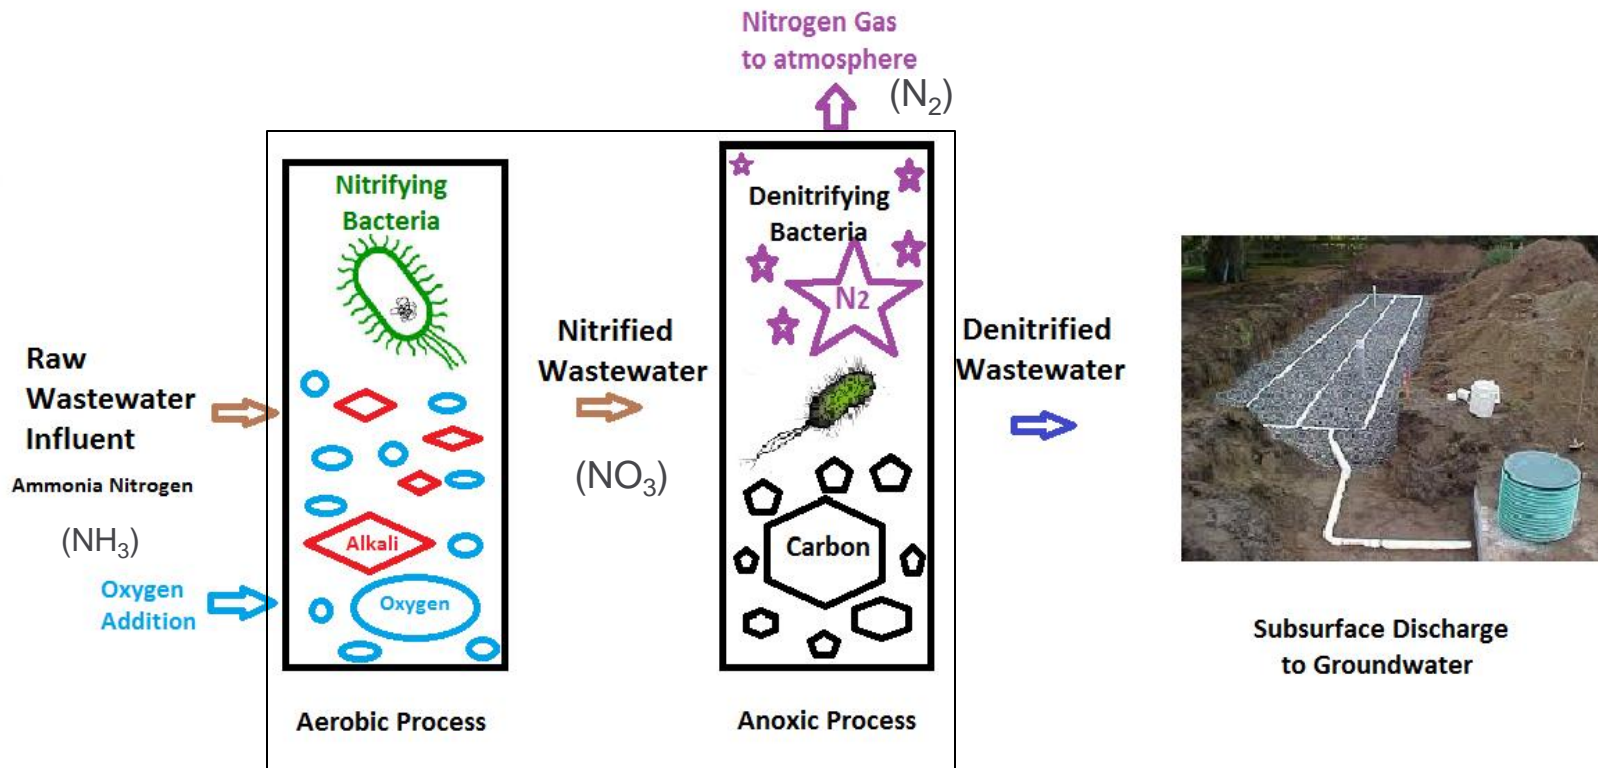 Nitrogen Gas
to atmosphere
(N₂)
Nitrifying
Bacteria
Denitrifying
Bacteria
N2
Raw
Wastewater
Influent
Ammonia Nitrogen
(NH₃)
Oxygen
Addition
Alkali
Oxygen
Nitrified
Wastewater
(NO₃)
Carbon
Denitrified
Wastewater
Aerobic Process
Anoxic Process
Subsurface Discharge
to Groundwater